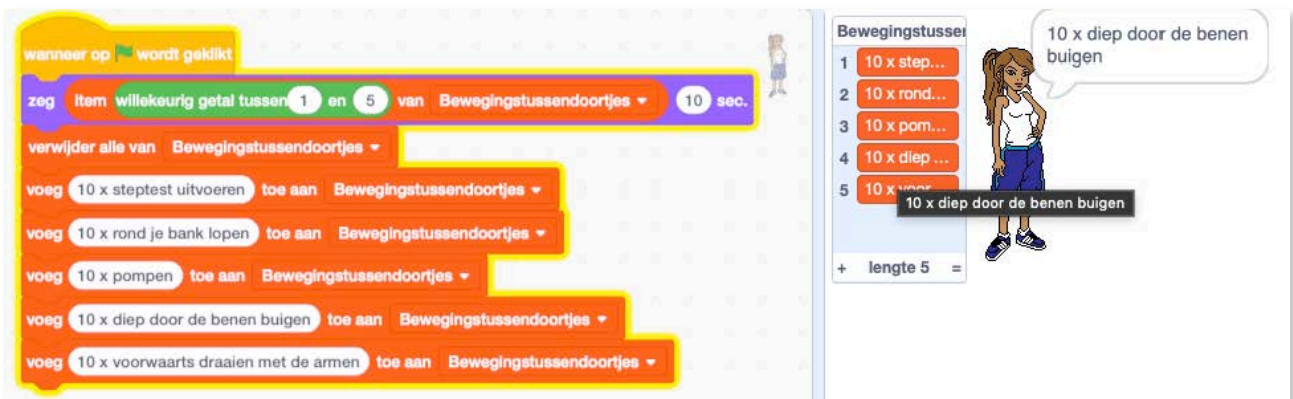 wanneer op wordt geklikt
zeg Item willekeurig getal tussen 1 en 5 van Bewegingstussendoortjes 10 sec.
verwijder alle van Bewegingstussendoortjes
voeg 10 x steptest uitvoeren toe aan Bewegingstussendoortjes
voeg 10 x rond je bank lopen toe aan Bewegingstussendoortjes
voeg 10 x pompen toe aan Bewegingstussendoortjes
voeg 10 x diep door de benen buigen toe aan Bewegingstussendoortjes
voeg 10 x voorwaarts draaien met de armen toe aan Bewegingstussendoortjes
Bewegingstussen
1 10 x step...
2 10 x rond...
3 10 x pom...
4 10 x diep ...
5 10 x voor...
+ lengte 5 =
10 x diep door de benen
buigen
10 x diep door de benen buigen